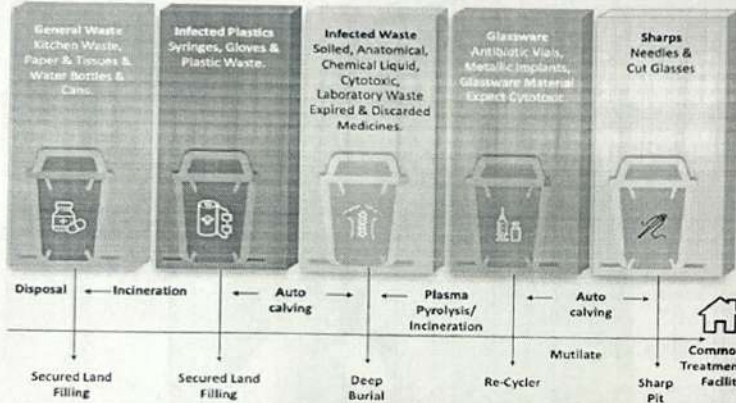 General Waste
Kitchen Waste,
Paper & Tissues &
Water Bottles &
Cans.
Infected Plastics
Syringes, Gloves &
Plastic Waste.
Infected Waste
Soiled, Anatomical,
Chemical Liquid,
Cytotoxic,
Laboratory Waste
Expired & Discarded
Medicines.
Glassware
Antibiotic Vials,
Metallic Implants,
Glassware Material
Expect Cytotoxic
Sharps
Needles &
Cut Glasses
Disposal
Incineration
Auto
calving
Plasma
Pyrolysis/
Incineration
Auto
calving
Mutilate
Commo
Treatmen
Facilit
Secured Land
Filling
Secured Land
Filling
Deep
Burial
Re-Cycler
Sharp
Pit